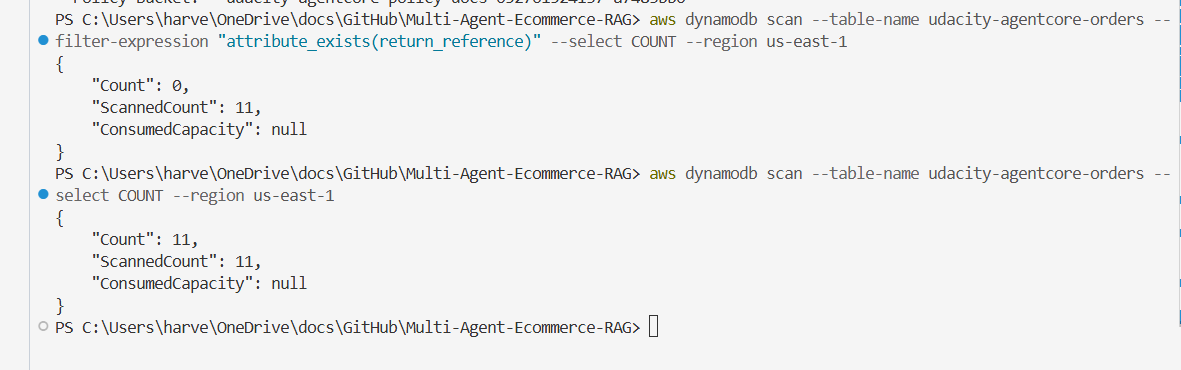 PS C:\Users\harve\OneDrive\docs\GitHub\Multi-Agent-Ecommerce-RAG> aws dynamodb scan --table-name udacity-agentcore-orders --
filter-expression "attribute_exists(return_reference)" --select COUNT --region us-east-1
{
    "Count": 0,
    "ScannedCount": 11,
    "ConsumedCapacity": null
}
PS C:\Users\harve\OneDrive\docs\GitHub\Multi-Agent-Ecommerce-RAG> aws dynamodb scan --table-name udacity-agentcore-orders --
select COUNT --region us-east-1
{
    "Count": 11,
    "ScannedCount": 11,
    "ConsumedCapacity": null
}
PS C:\Users\harve\OneDrive\docs\GitHub\Multi-Agent-Ecommerce-RAG>